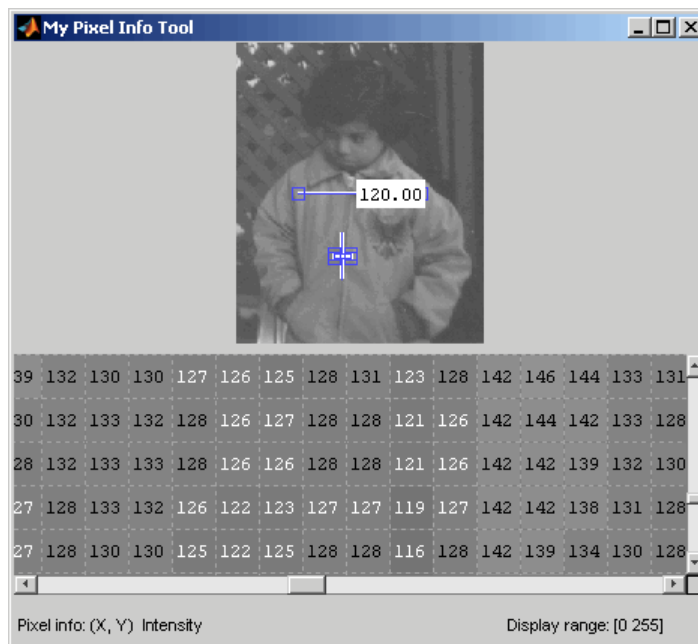 My Pixel Info Tool
120.00
39 132 130 130 127 126 125 128 131 123 128 142 146 144 133 131
30 132 133 132 128 126 127 128 128 121 126 142 144 142 133 128
28 132 133 133 128 126 126 128 128 121 126 142 142 139 132 130
27 128 133 132 126 122 123 127 127 119 127 142 142 138 131 128
27 128 130 130 125 122 125 128 128 116 128 142 139 134 130 128
Pixel info: (X, Y) Intensity
Display range: [0 255]